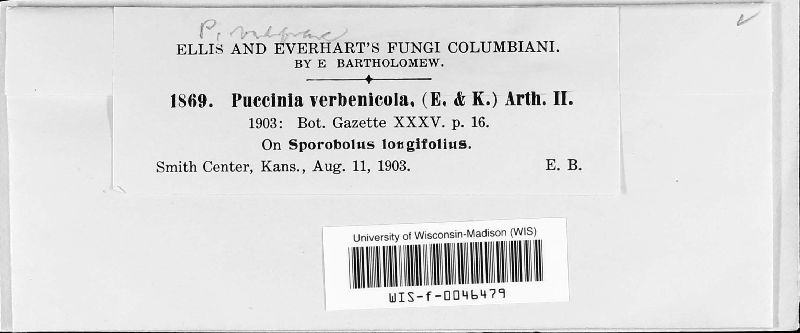 ELLIS AND EVERHART'S FUNGI COLUMBIANI.
BY E BARTHOLOMEW.
1869. Puccinia verbenicola, (E. & K.) Arth. II.
1903: Bot. Gazette XXXV. p. 16.
On Sporobolus longifolius.
Smith Center, Kans., Aug. 11, 1903. E. B.
University of Wisconsin-Madison (WIS)
WIS-f-0046479